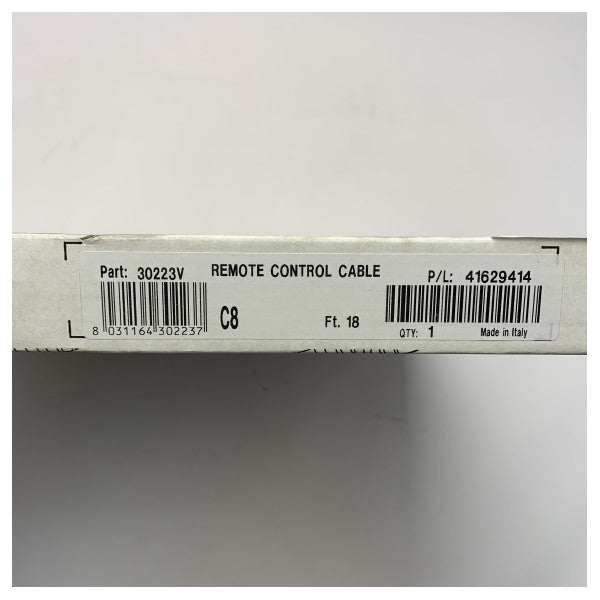 Part: 30223V
REMOTE CONTROL CABLE
P/L: 41629414
8 031164 302237
C8
Ft. 18
QTY: 1
Made in Italy